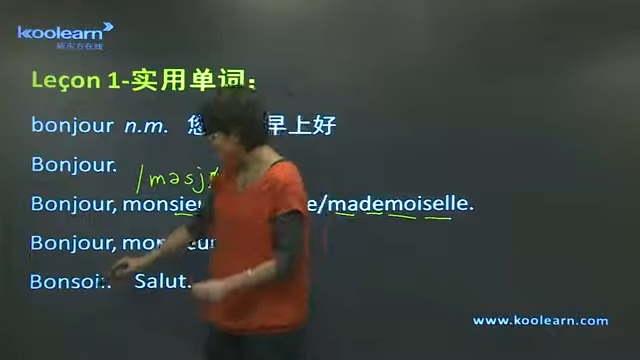 koolearn
新东方在线
Leçon 1-实用单词:
bonjour n.m. 您 早上好
Bonjour.
Bonjour, e/mademoiselle.
Bonjour,
Salut.
www.koolearn.com